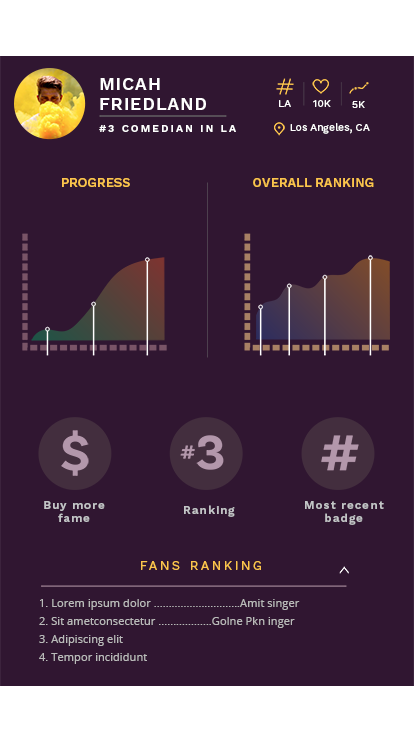 MICAH
FRIEDLAND
#3 COMEDIAN IN LA
#
LA
10K
5K
Los Angeles, CA
PROGRESS
OVERALL RANKING
$
#3
#
Buy more
fame
Ranking
Most recent
badge
FANS RANKING
1. Lorem ipsum dolor .............................Amit singer
2. Sit ametconsectetur ..................Golne Pkn inger
3. Adipiscing elit
4. Tempor incididunt